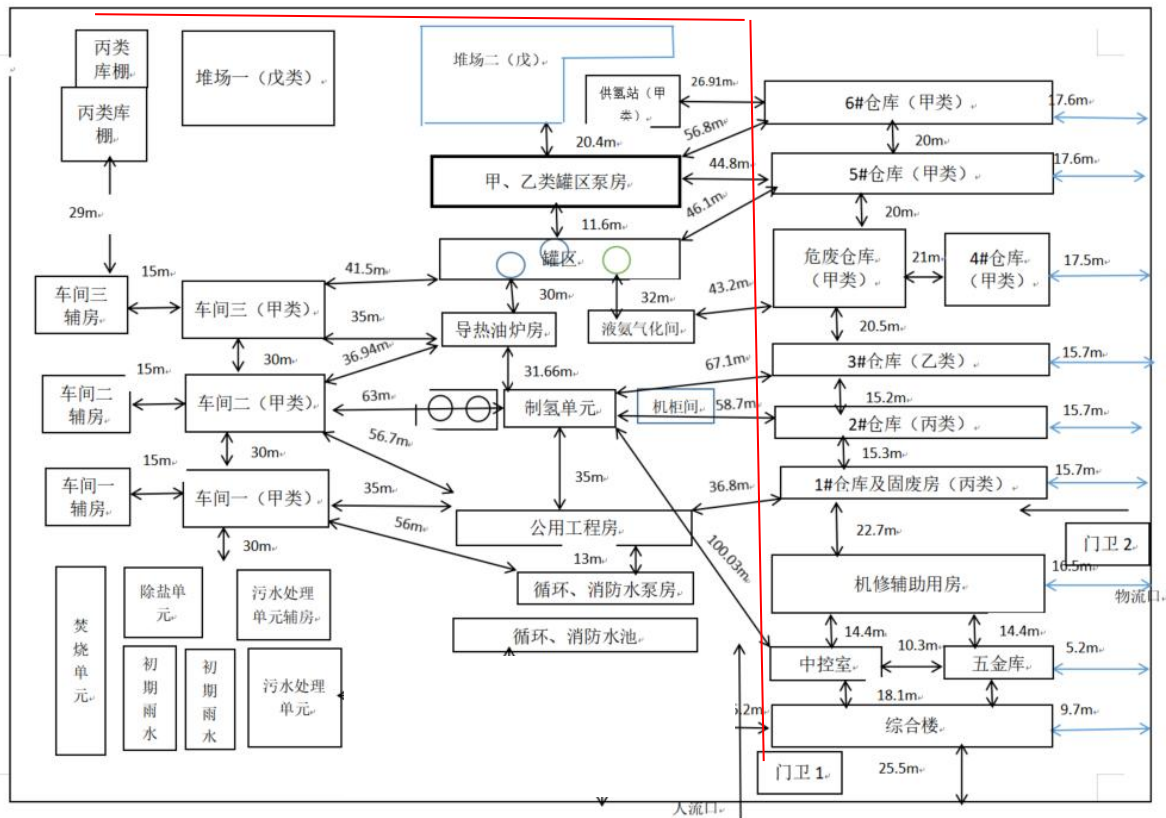 丙类
库棚
丙类库
棚
堆场一（戊类）
堆场二（戊）
供氢站（甲
类）
26.91m
6#仓库（甲类）
17.6m
20.4m
56.8m
20m
甲、乙类罐区泵房
44.8m
5#仓库（甲类）
17.6m
29m
11.6m
46.1m
20m
罐区
危废仓库
（甲类）
21m
4#仓库
（甲类）
17.5m
车间三
辅房
15m
车间三（甲类）
41.5m
30m
32m
43.2m
35m
导热油炉房
液氨气化间
20.5m
30m
36.94m
31.66m
67.1m
3#仓库（乙类）
15.7m
车间二
辅房
15m
车间二（甲类）
63m
制氢单元
机柜间
58.7m
15.2m
2#仓库（丙类）
15.7m
30m
56.7m
15.3m
车间一
辅房
15m
车间一（甲类）
35m
35m
36.8m
1#仓库及固废房（丙类）
15.7m
56m
公用工程房
100.03m
22.7m
门卫 2
30m
13m
焚
烧
单
元
除盐单
元
污水处理
单元辅房
循环、消防水泵房
机修辅助用房
16.5m
物流口
循环、消防水池
14.4m
14.4m
初
期
雨
水
初
期
雨
水
污水处理
单元
中控室
10.3m
五金库
5.2m
18.1m
5.2m
综合楼
9.7m
门卫 1
25.5m
人流口